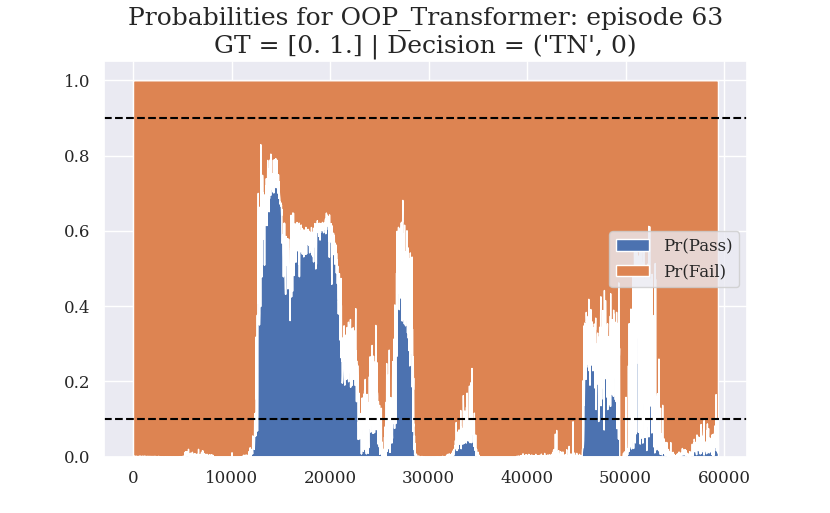 Probabilities for OOP_Transformer: episode 63
GT = [0. 1.] | Decision = ('TN', 0)
1.0
0.8
0.6
0.4
0.2
0.0
Pr(Pass)
Pr(Fail)
0 10000 20000 30000 40000 50000 60000